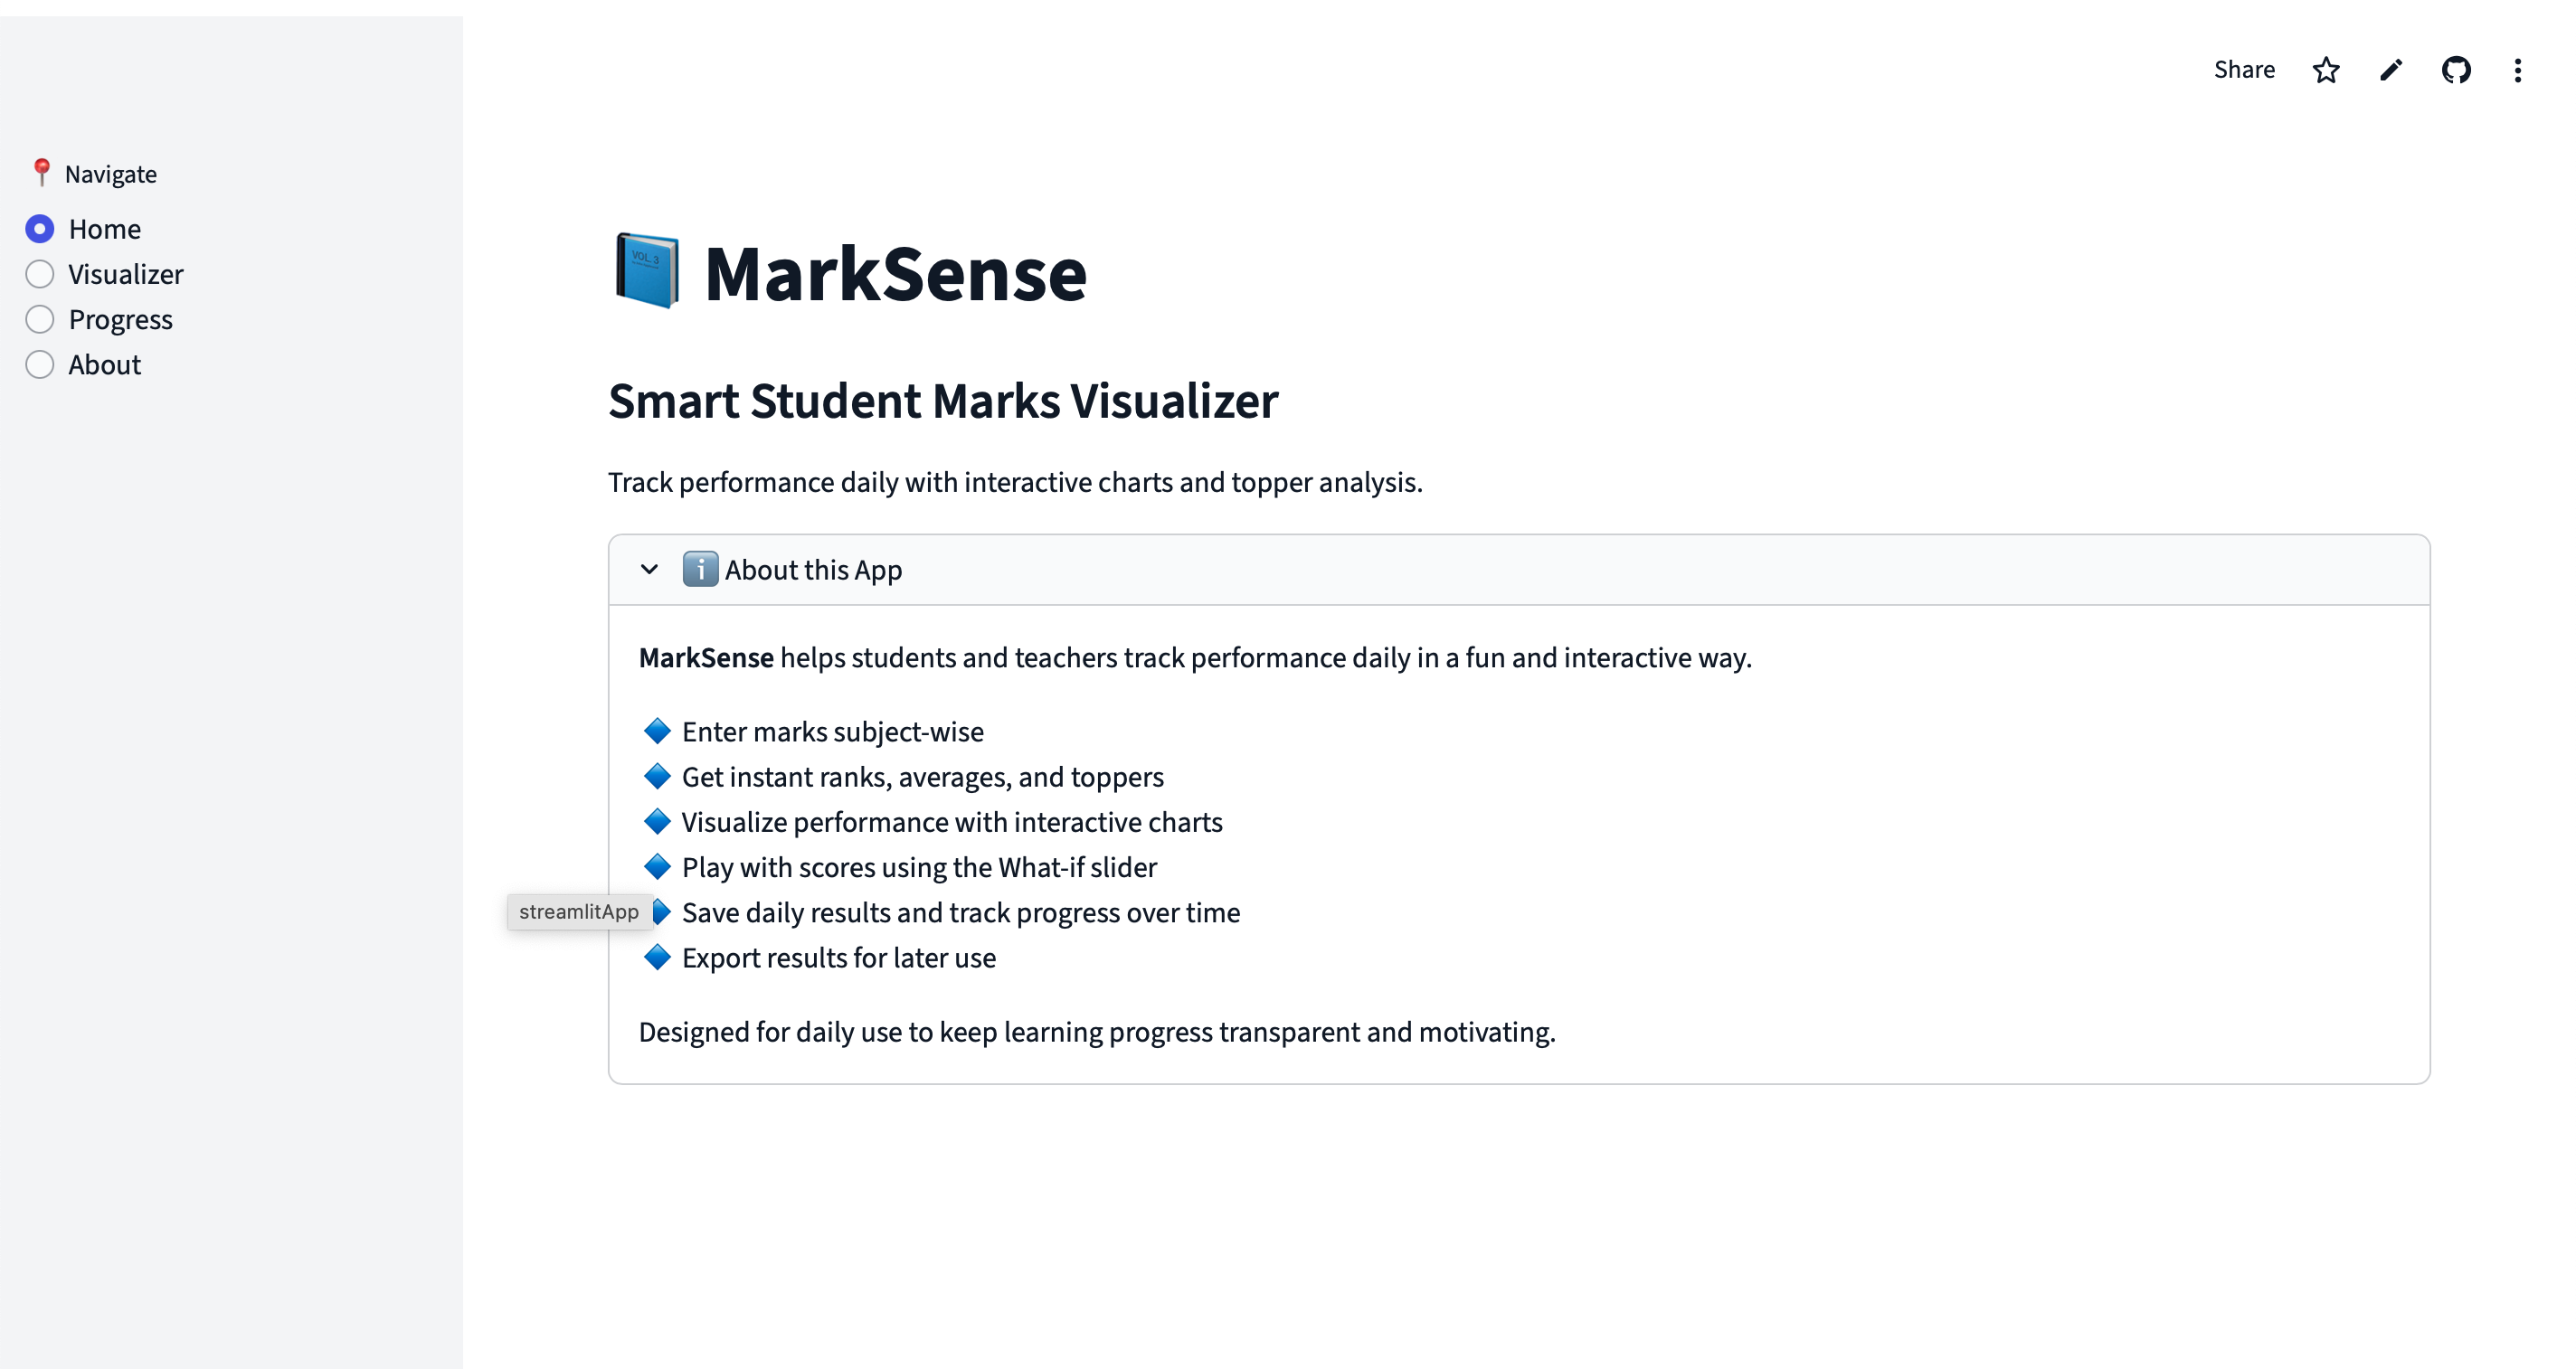 Share
Navigate
Home
Visualizer
Progress
About
VOL. 3
MarkSense
Smart Student Marks Visualizer
Track performance daily with interactive charts and topper analysis.
About this App
MarkSense helps students and teachers track performance daily in a fun and interactive way.
Enter marks subject-wise
Get instant ranks, averages, and toppers
Visualize performance with interactive charts
Play with scores using the What-if slider
streamlitApp
Save daily results and track progress over time
Export results for later use
Designed for daily use to keep learning progress transparent and motivating.